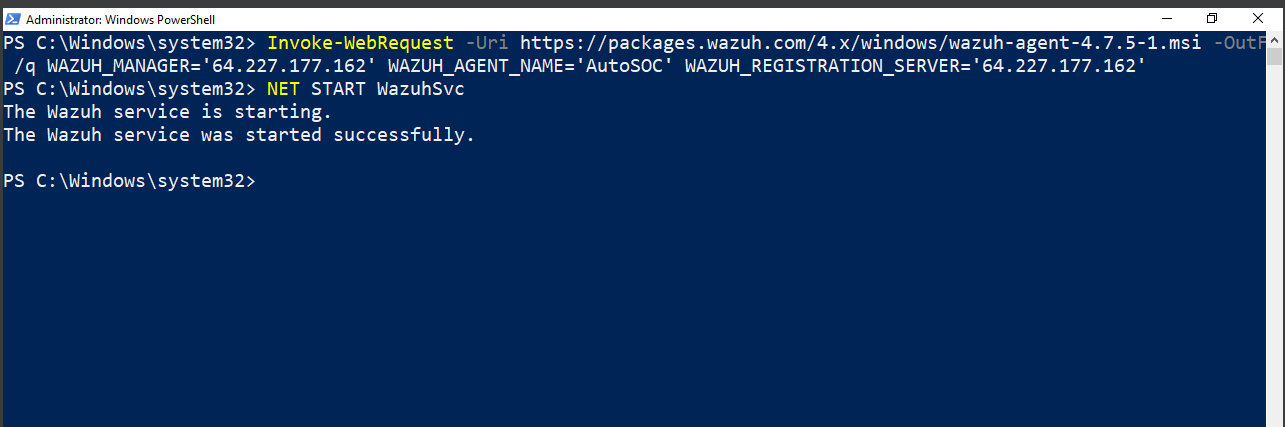 Administrator: Windows PowerShell
PS C:\Windows\system32> Invoke-WebRequest -Uri https://packages.wazuh.com/4.x/windows/wazuh-agent-4.7.5-1.msi -OutF
/q WAZUH_MANAGER='64.227.177.162' WAZUH_AGENT_NAME='AutoSOC' WAZUH_REGISTRATION_SERVER='64.227.177.162'
PS C:\Windows\system32> NET START WazuhSvc
The Wazuh service is starting.
The Wazuh service was started successfully.
PS C:\Windows\system32>